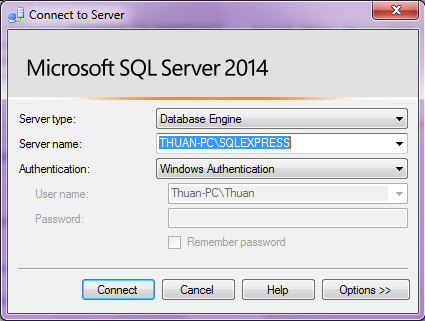 Connect to Server
Microsoft SQL Server 2014
Server type: Database Engine
Server name: THUAN-PC\SQLEXPRESS
Authentication: Windows Authentication
User name: Thuan-PC\Thuan
Password:
Remember password
Connect Cancel Help Options >>